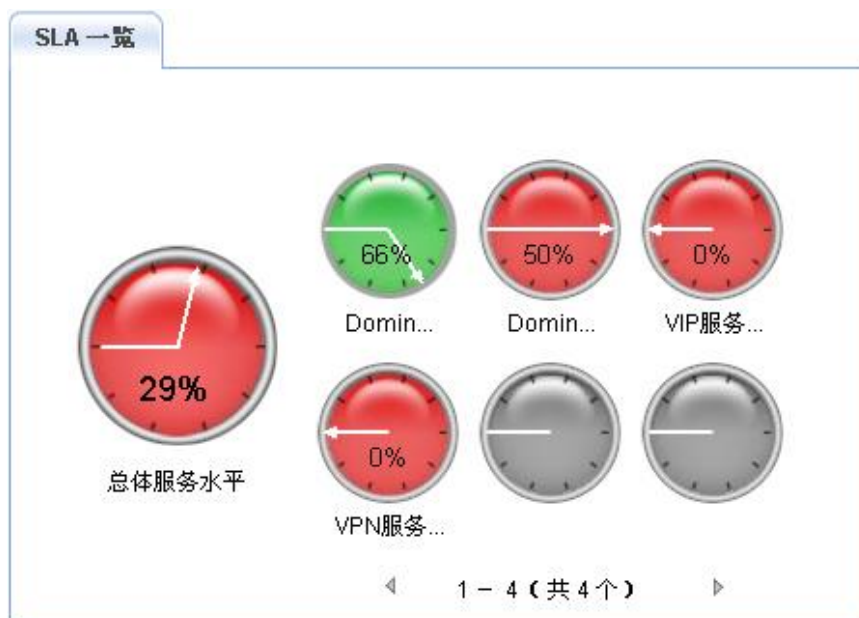 SLA 一览
66%
50%
0%
Domin...
Domin...
VIP服务...
29%
总体服务水平
0%
VPN服务...
1 - 4 (共 4 个)